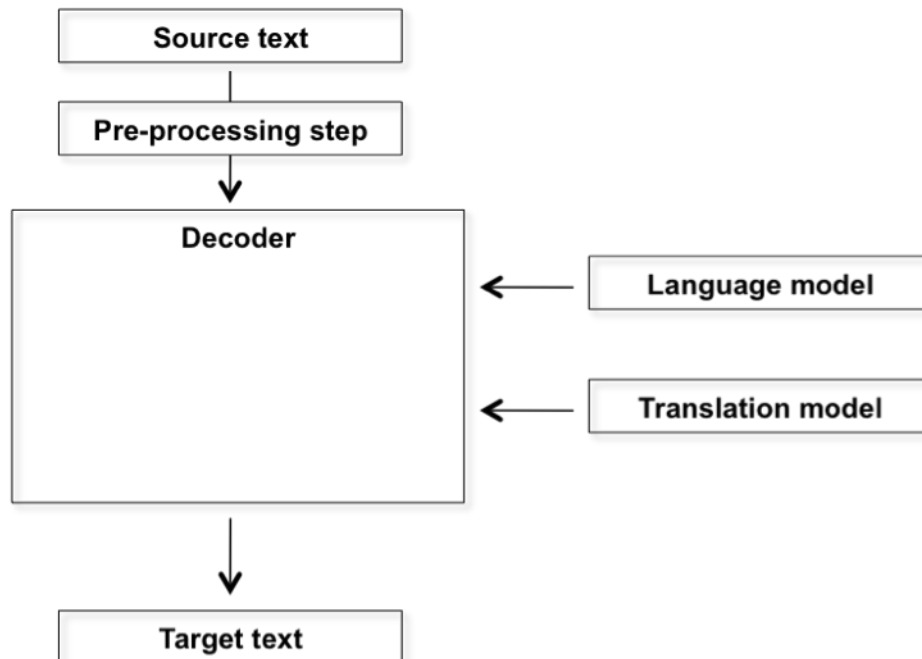 Source text
Pre-processing step
Decoder
Language model
Translation model
Target text